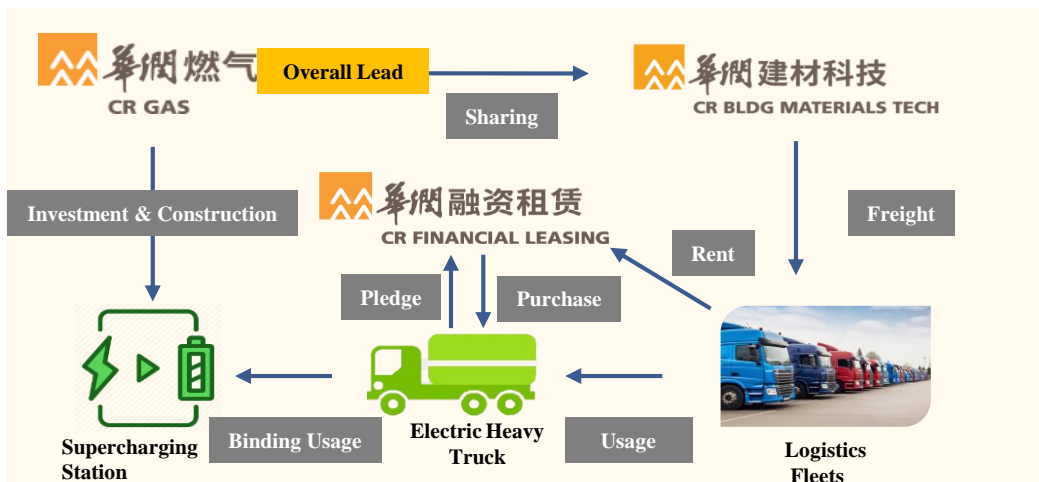 華潤燃气
CR GAS
Overall Lead
Sharing
華潤建材科技
CR BLDG MATERIALS TECH
Investment & Construction
華潤融资租赁
CR FINANCIAL LEASING
Freight
Rent
Pledge
Purchase
Supercharging
Station
Binding Usage
Electric Heavy
Truck
Usage
Logistics
Fleets